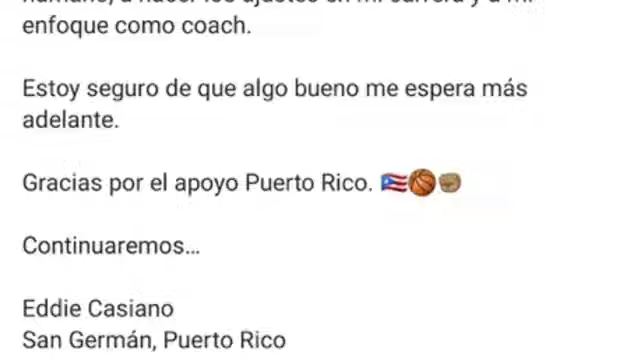 enfoque como coach.
Estoy seguro de que algo bueno me espera más
adelante.
Gracias por el apoyo Puerto Rico. 🇵🇷🏀✊🏽
Continuaremos...
Eddie Casiano
San Germán, Puerto Rico